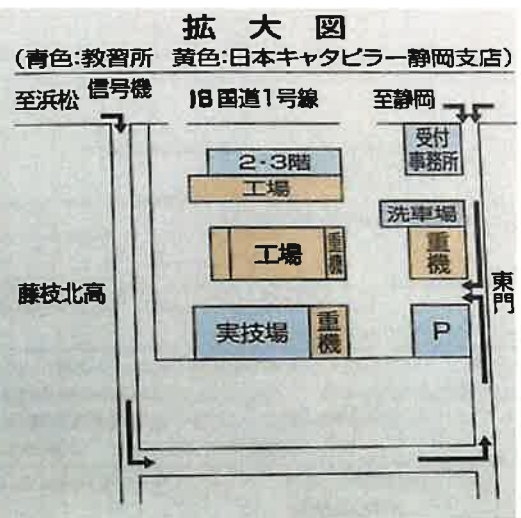 拡大図
(青色:教習所 黄色:日本キャタピラー静岡支店)
至浜松 信号機 旧国道1号線 至静岡
受付
事務所
2・3階
工場
洗車場
工場
重機
重機
藤枝北高
東門
実技場
重機
P